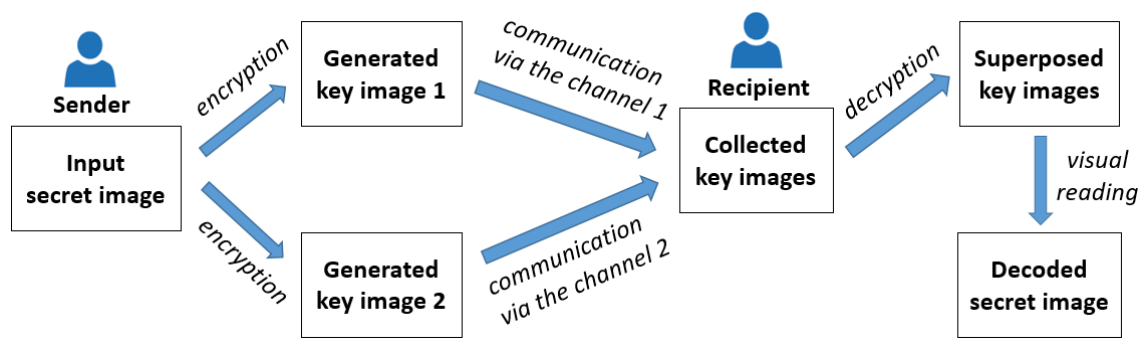 Sender
Input
secret image
encryption
encryption
Generated
key image 1
Generated
key image 2
communication
via the channel 1
communication
via the channel 2
Recipient
Collected
key images
decryption
Superposed
key images
visual
reading
Decoded
secret image